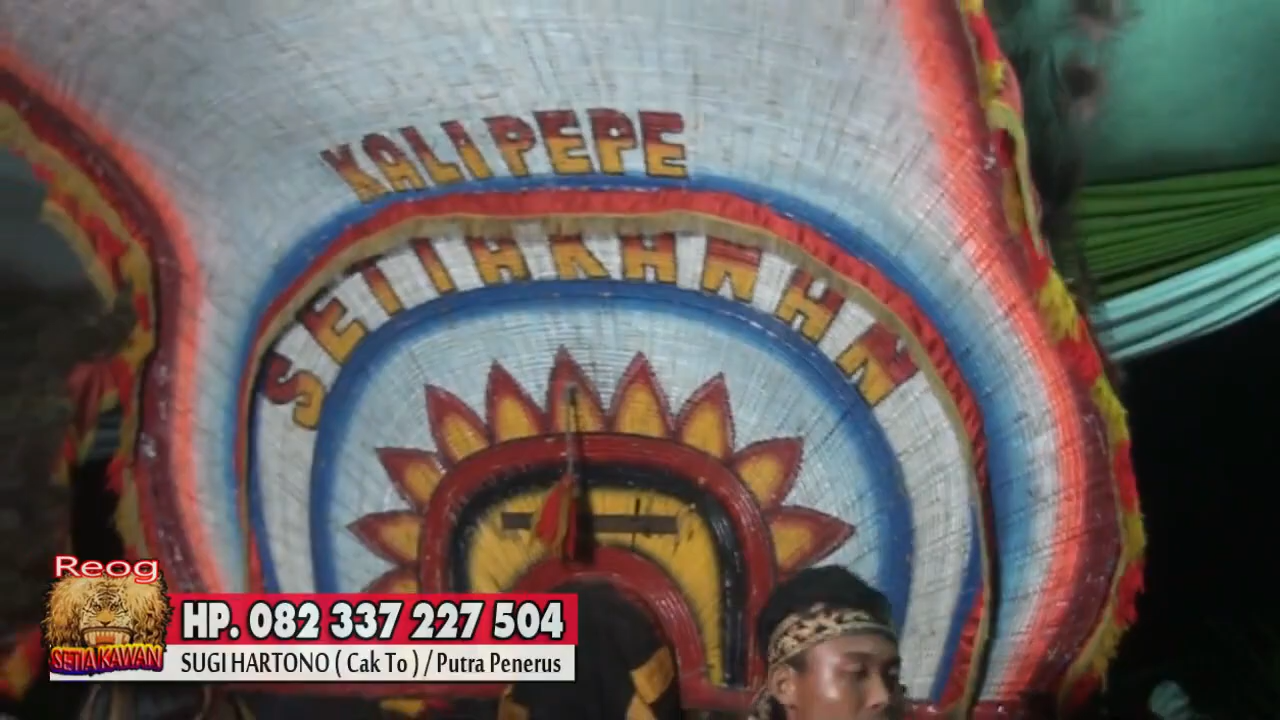 KALIPEPE
SETIAKAWAN
Reog
SETIA KAWAN
HP. 082 337 227 504
SUGI HARTONO ( Cak To ) / Putra Penerus